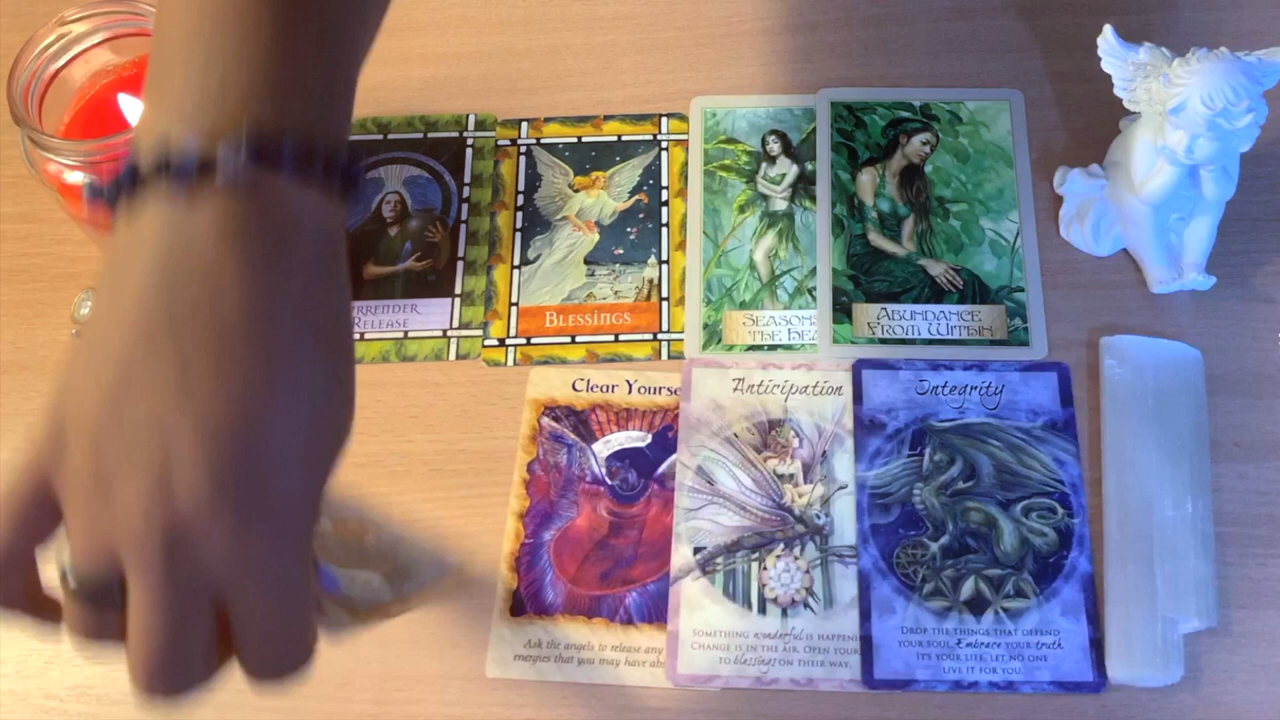 RRENDER
RELEASE
BLESSINGS
SEASONS
THE HEA
ABUNDANCE
FROM WITHIN
Clear Yourse
Ask the angels to release any
energies that you may have abs
Anticipation
SOMETHING wonderful IS HAPPENI
CHANGE IS IN THE AIR. OPEN YOUR
TO blessings ON THEIR WAY.
Integrity
DROP THE THINGS THAT OFFEND
YOUR SOUL. Embrace YOUR truth
IT'S YOUR LIFE. LET NO ONE
LIVE IT FOR YOU.